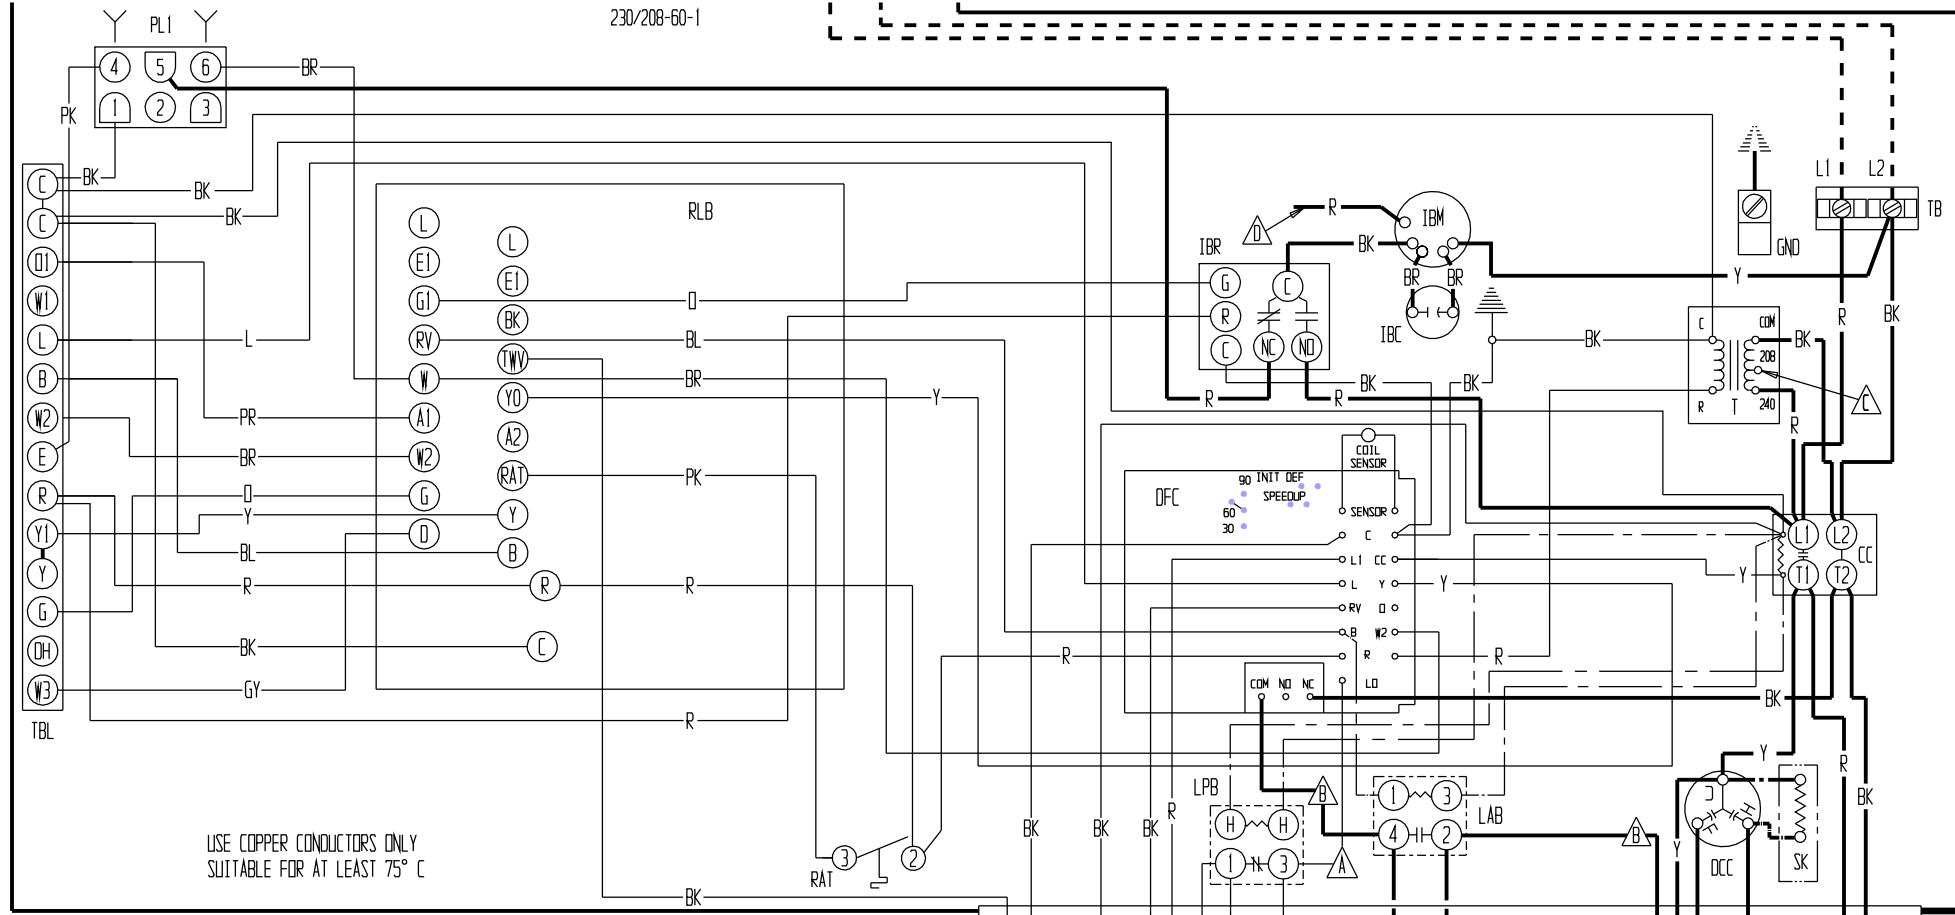 230/208-60-1
PL1
4 5 6
1 2 3
BR
PK
BK
BK
BK
C
C
O1
W1
L
B
W2
E
R
Y1
Y
G
DH
W3
TBL
L
PR
BR
O
Y
BL
R
BK
GY
RLB
L
E1
G1
RV
W
A1
W2
G
D
L
E1
BK
TWV
YO
A2
RAT
Y
B
R
C
O
BL
BR
Y
PK
R
R
R
BK
RAT
3 2
USE COPPER CONDUCTORS ONLY
SUITABLE FOR AT LEAST 75° C
D
R
IBM
BK
BR BR
IBC
IBR
G
R
C
C
NC NO
R
R
BK
BK
BK
Y
GND
L1 L2
TB
R
BK
C COM
BK
208
240
R T
C
R
COIL
SENSOR
DFC
90 INIT DEF
SPEEDUP
60
30
SENSOR
C
L1 CC
L Y
RV O
B W2
R
LO
COM NO NC
Y
R
Y
BK
L1 L2
T1 T2
CC
LPB
H H
1 3
A
B
1 3
4 2
LAB
B
BK
BK
BK
R
Y
R
BK
Y
C
F
H
DCC
SK